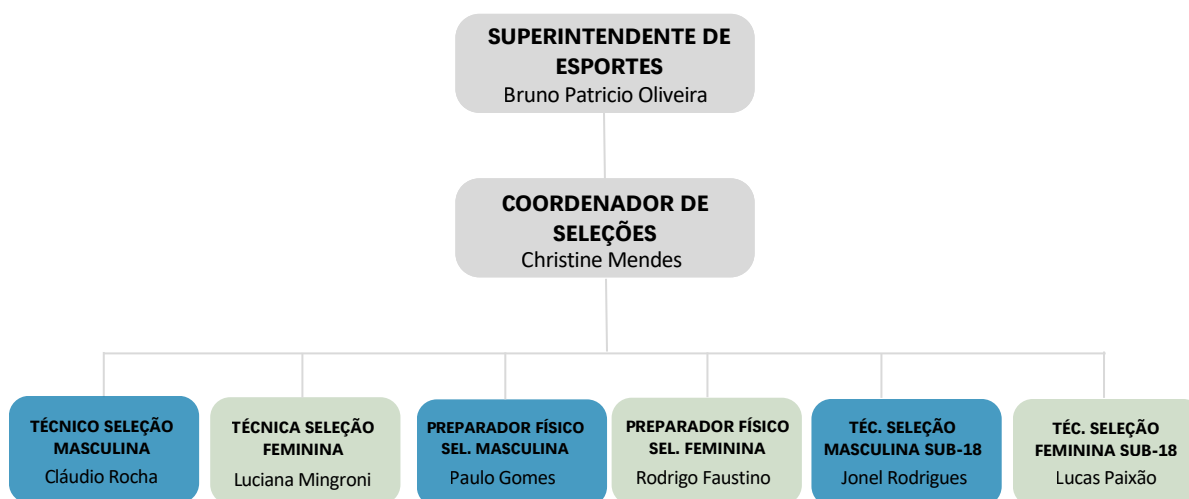 SUPERINTENDENTE DE
ESPORTES
Bruno Patricio Oliveira
COORDENADOR DE
SELEÇÕES
Christine Mendes
TÉCNICO SELEÇÃO
MASCULINA
Cláudio Rocha
TÉCNICA SELEÇÃO
FEMININA
Luciana Mingroni
PREPARADOR FÍSICO
SEL. MASCULINA
Paulo Gomes
PREPARADOR FÍSICO
SEL. FEMININA
Rodrigo Faustino
TÉC. SELEÇÃO
MASCULINA SUB-18
Jonel Rodrigues
TÉC. SELEÇÃO
FEMININA SUB-18
Lucas Paixão